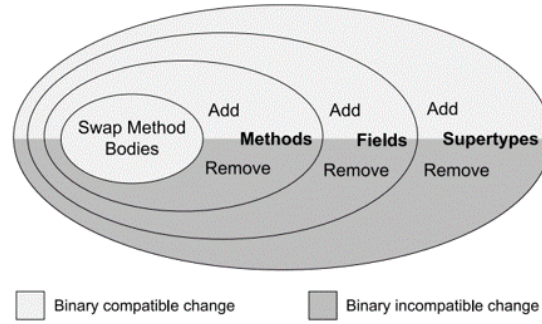 Swap Method
Bodies
Add
Methods
Remove
Add
Fields
Remove
Add
Supertypes
Remove
Binary compatible change
Binary incompatible change